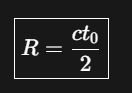 R = ct₀/2